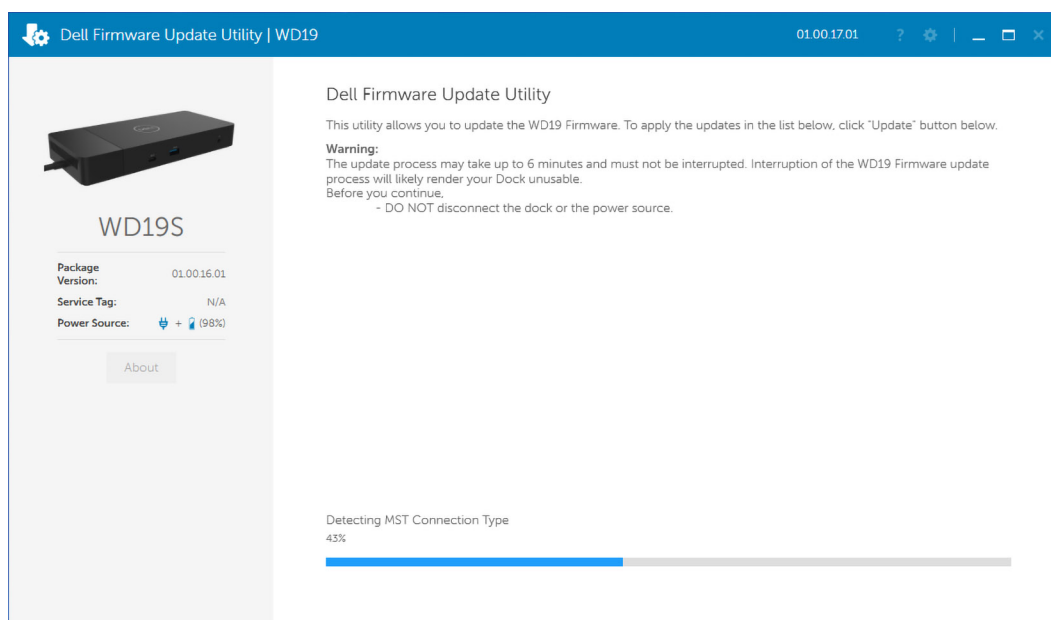 Dell Firmware Update Utility | WD19
01.00.17.01
?
Dell Firmware Update Utility
This utility allows you to update the WD19 Firmware. To apply the updates in the list below, click "Update" button below.
Warning:
The update process may take up to 6 minutes and must not be interrupted. Interruption of the WD19 Firmware update
process will likely render your Dock unusable.
Before you continue,
- DO NOT disconnect the dock or the power source.
WD19S
Package
Version:
01.00.16.01
Service Tag:
N/A
Power Source:
+
(98%)
About
Detecting MST Connection Type
43%